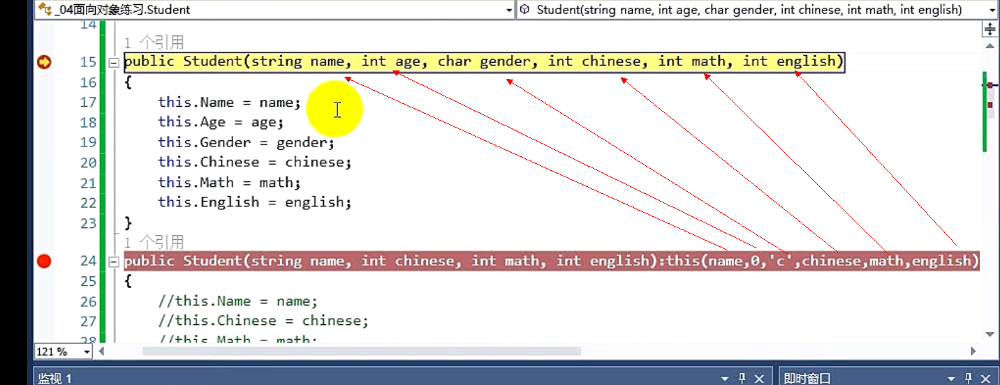 _04面向对象练习.Student
Student(string name, int age, char gender, int chinese, int math, int english)
14
1 个引用
15 public Student(string name, int age, char gender, int chinese, int math, int english)
16 {
17 this.Name = name;
18 this.Age = age;
19 this.Gender = gender;
20 this.Chinese = chinese;
21 this.Math = math;
22 this.English = english;
23 }
1 个引用
24 public Student(string name, int chinese, int math, int english):this(name,0,'c',chinese,math,english)
25 {
26 //this.Name = name;
27 //this.Chinese = chinese;
28 //this.Math = math;
121 %
监视 1
即时窗口